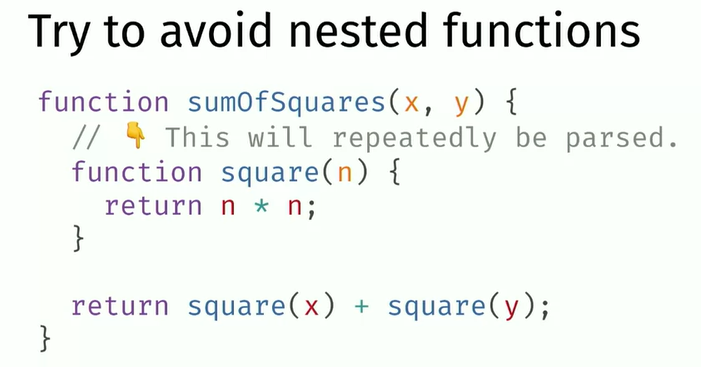 Try to avoid nested functions
function sumOfSquares(x, y) {
// 👇 This will repeatedly be parsed.
function square(n) {
return n * n;
}
return square(x) + square(y);
}